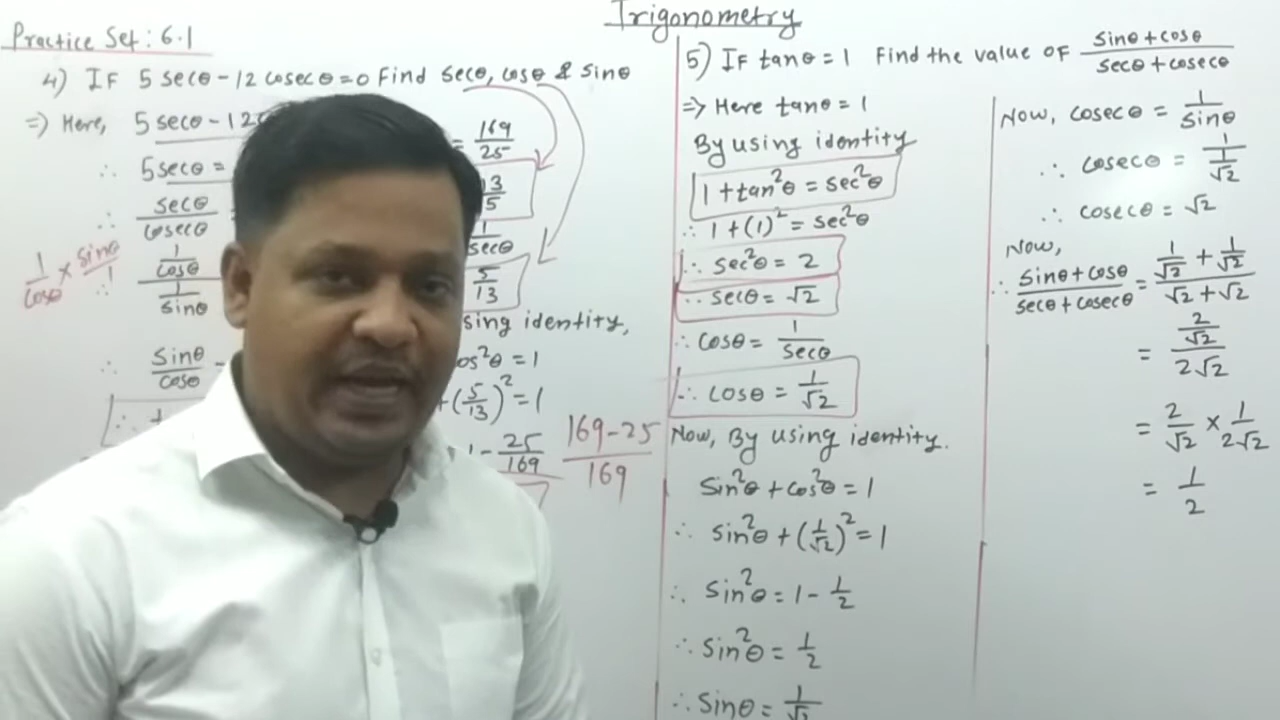 Trigonometry
Practice Set: 6.1
4) If 5 secθ - 12 cosecθ = 0 Find secθ, cosθ & sinθ
⇒ Here, 5 secθ - 12
∴ 5 secθ =
∴ secθ/cosecθ
1/cosθ × sinθ/1
∴ (1/cosθ)/(1/sinθ)
∴ sinθ/cosθ
= 169/25
13/5
1/secθ
5/13
sing identity,
os²θ = 1
+(5/13)² = 1
- 25/169
(169-25)/169
5) If tanθ = 1 Find the value of (sinθ + cosθ)/(secθ + cosecθ)
⇒ Here tanθ = 1
By using identity
1 + tan²θ = sec²θ
∴ 1 + (1)² = sec²θ
∴ sec²θ = 2
∴ secθ = √2
∴ cosθ = 1/secθ
∴ cosθ = 1/√2
Now, By using identity.
sin²θ + cos²θ = 1
∴ sin²θ + (1/√2)² = 1
∴ sin²θ = 1 - 1/2
∴ sin²θ = 1/2
∴ sinθ = 1/√2
Now, cosecθ = 1/sinθ
∴ cosecθ = 1/(1/√2)
∴ cosecθ = √2
Now,
∴ (sinθ + cosθ)/(secθ + cosecθ) = (1/√2 + 1/√2)/(√2 + √2)
= (2/√2)/(2√2)
= 2/√2 × 1/2√2
= 1/2